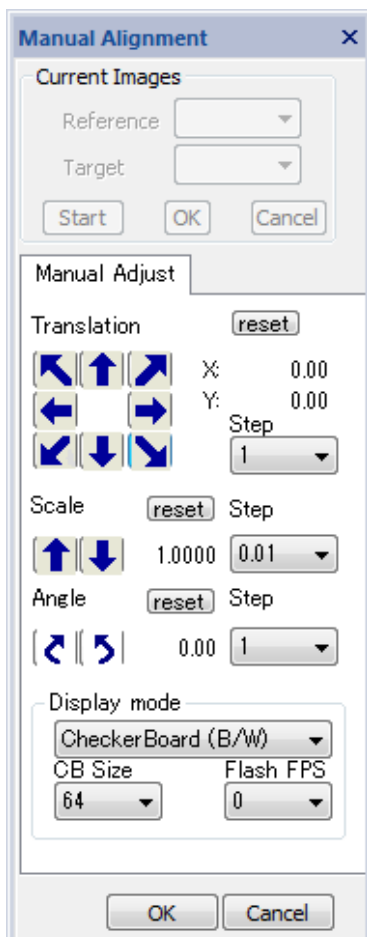 Manual Alignment
Current Images
Reference
Target
Start OK Cancel
Manual Adjust
Translation reset
X: 0.00
Y: 0.00
Step
1
Scale reset Step
1.0000 0.01
Angle reset Step
0.00 1
Display mode
CheckerBoard (B/W)
CB Size Flash FPS
64 0
OK Cancel